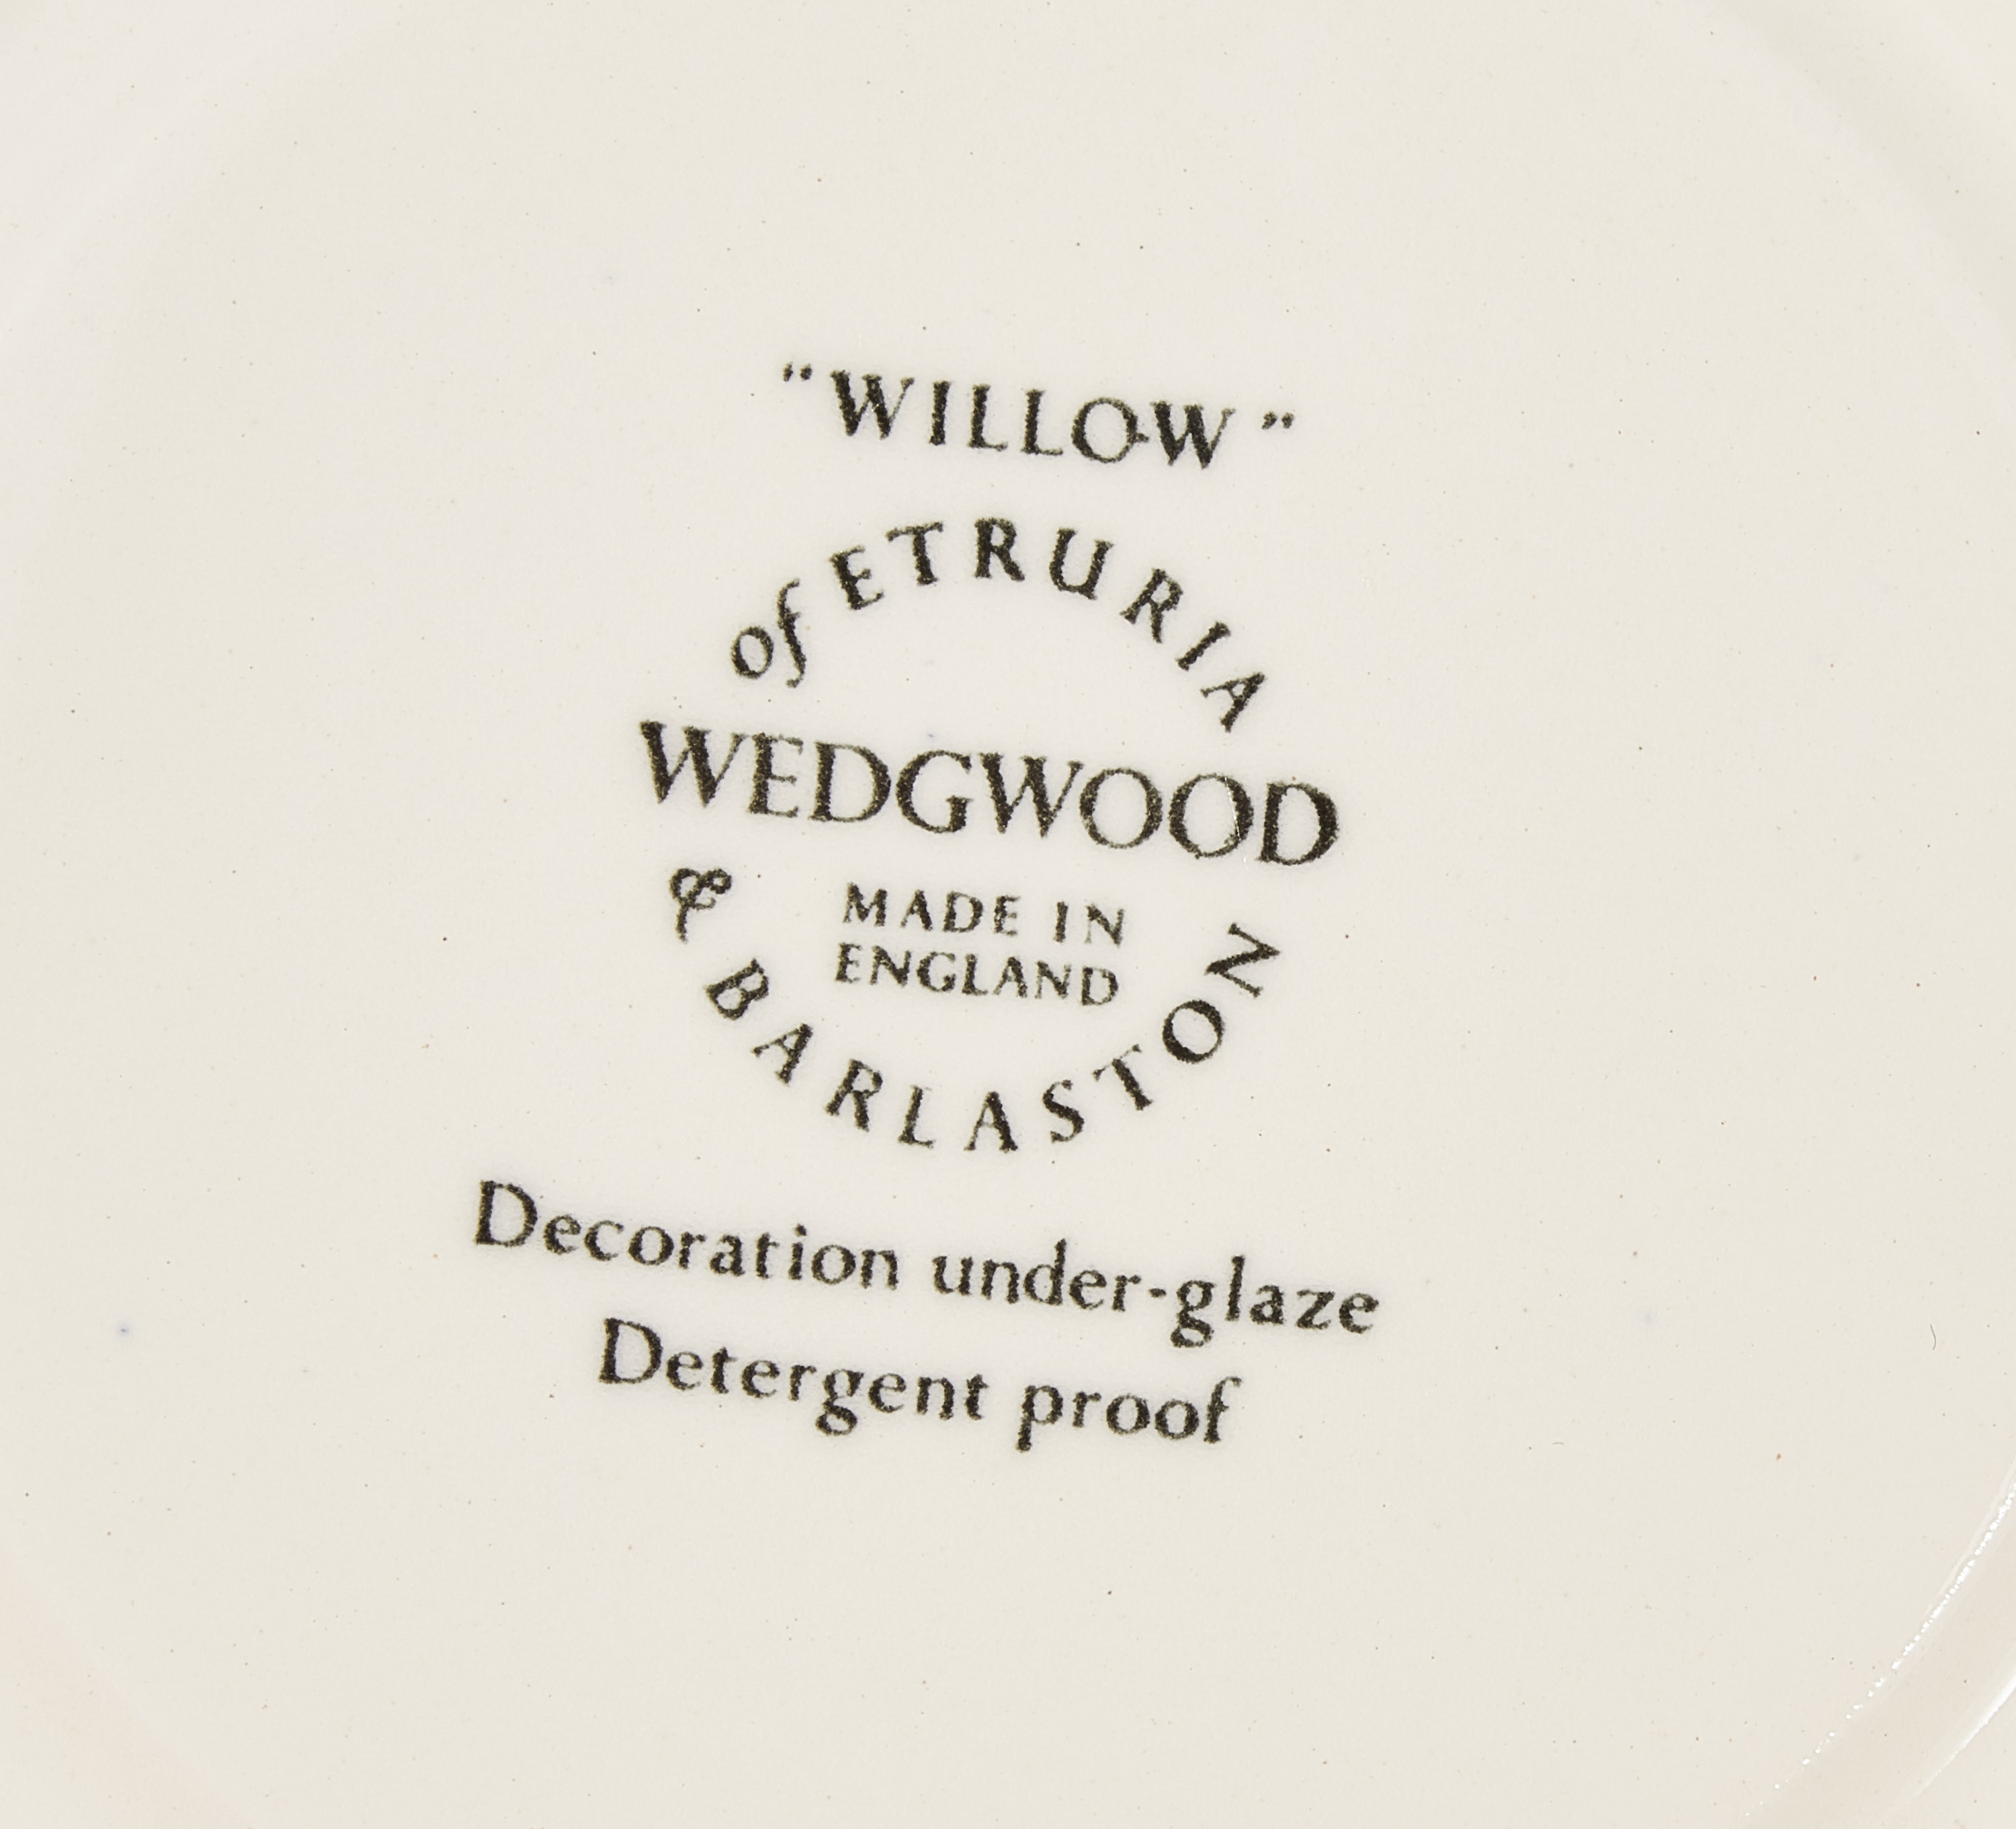 “WILLOW”
of ETRURIA
WEDGWOOD
MADE IN
ENGLAND
& BARLASTON
Decoration under-glaze
Detergent proof